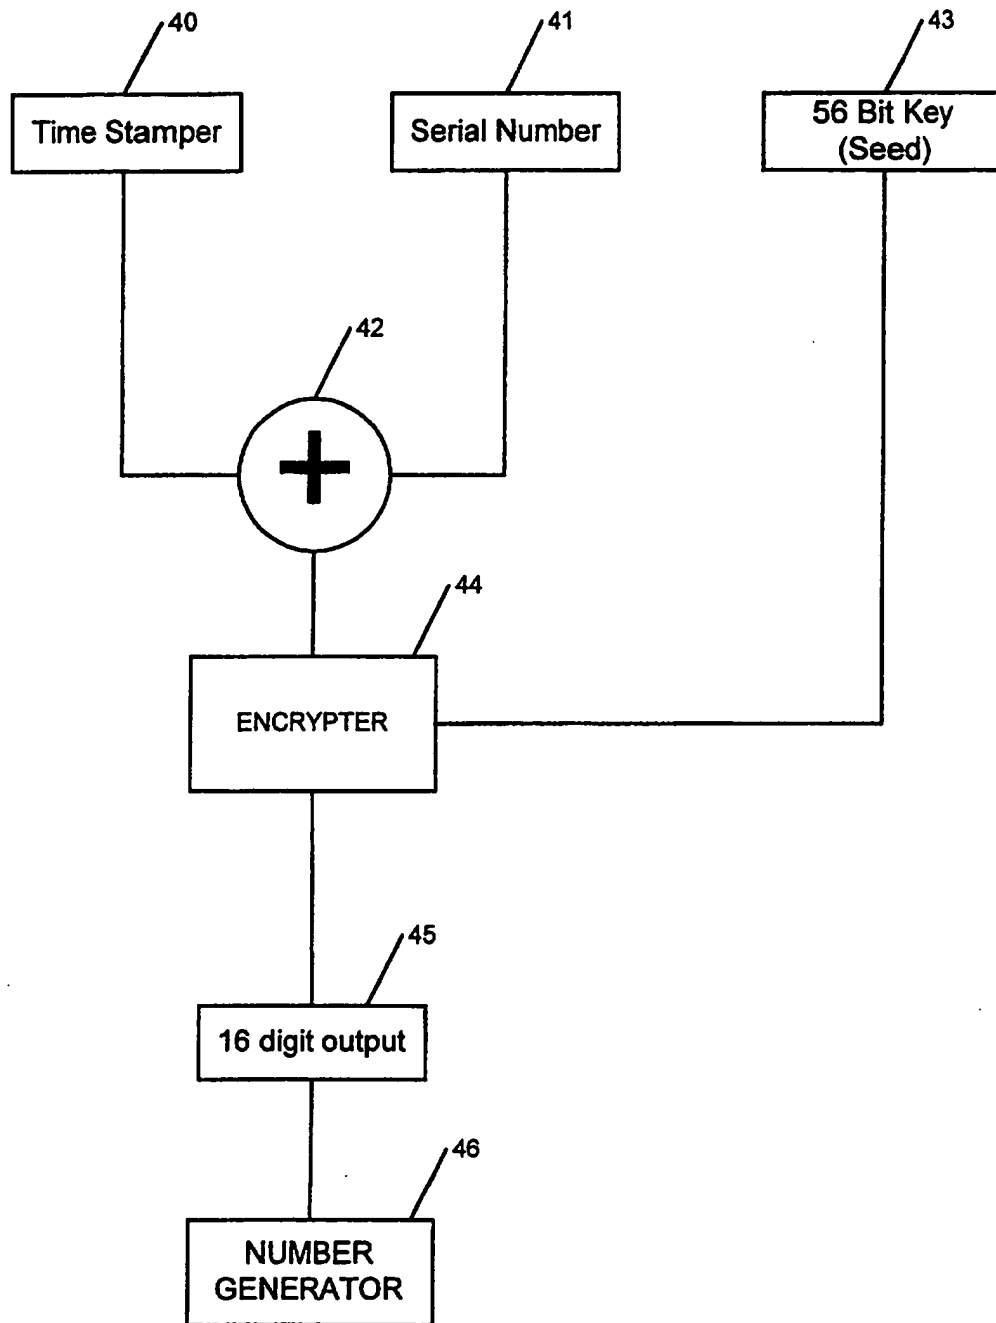 40
41
43
Time Stamper
Serial Number
56 Bit Key
(Seed)
42
+
44
ENCRYPTER
45
16 digit output
46
NUMBER
GENERATOR